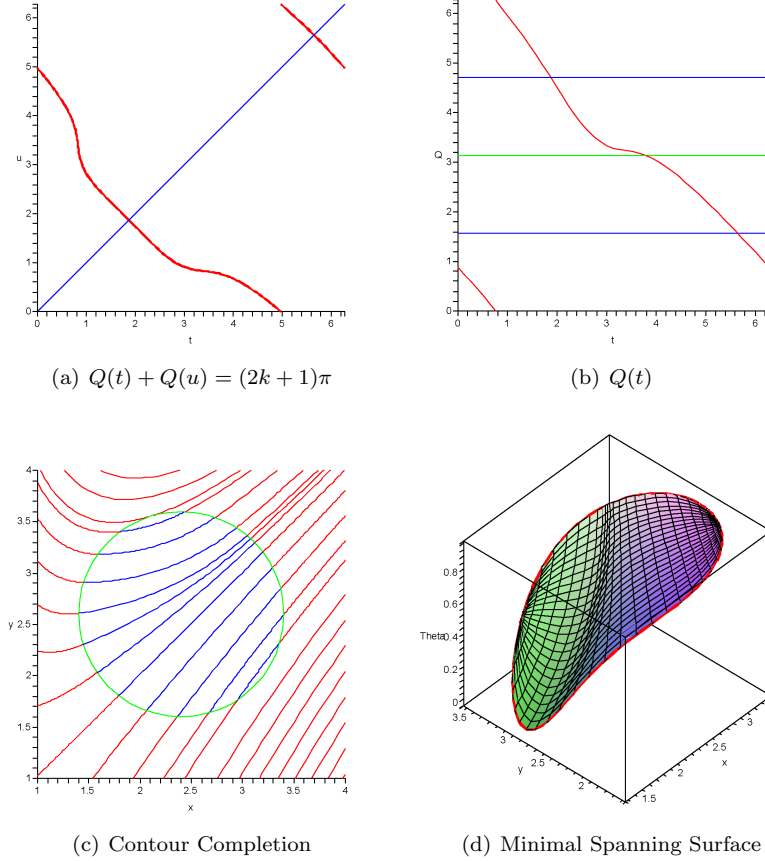 6
5
4
u
3
2
1
0
0 1 2 3 4 5 6
t
(a) Q(t) + Q(u) = (2k + 1)π
6
5
4
Q
3
2
1
0
0 1 2 3 4 5 6
t
(b) Q(t)
4
3.5
3
y 2.5
2
1.5
1
1 1.5 2 2.5 3 3.5 4
x
(c) Contour Completion
0.8
0.6
Theta 0.4
0.2
0
3.5
3
y 2.5
2
1.5
2
2.5
x
3
(d) Minimal Spanning Surface